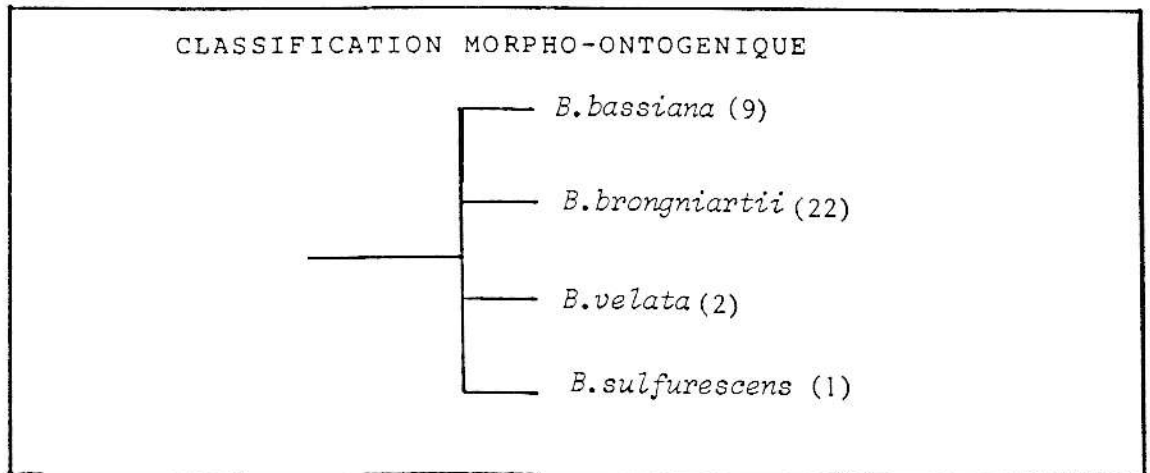 CLASSIFICATION MORPHO-ONTOGENIQUE
B.bassiana (9)
B.brongniartii (22)
B.velata (2)
B.sulfurescens (1)